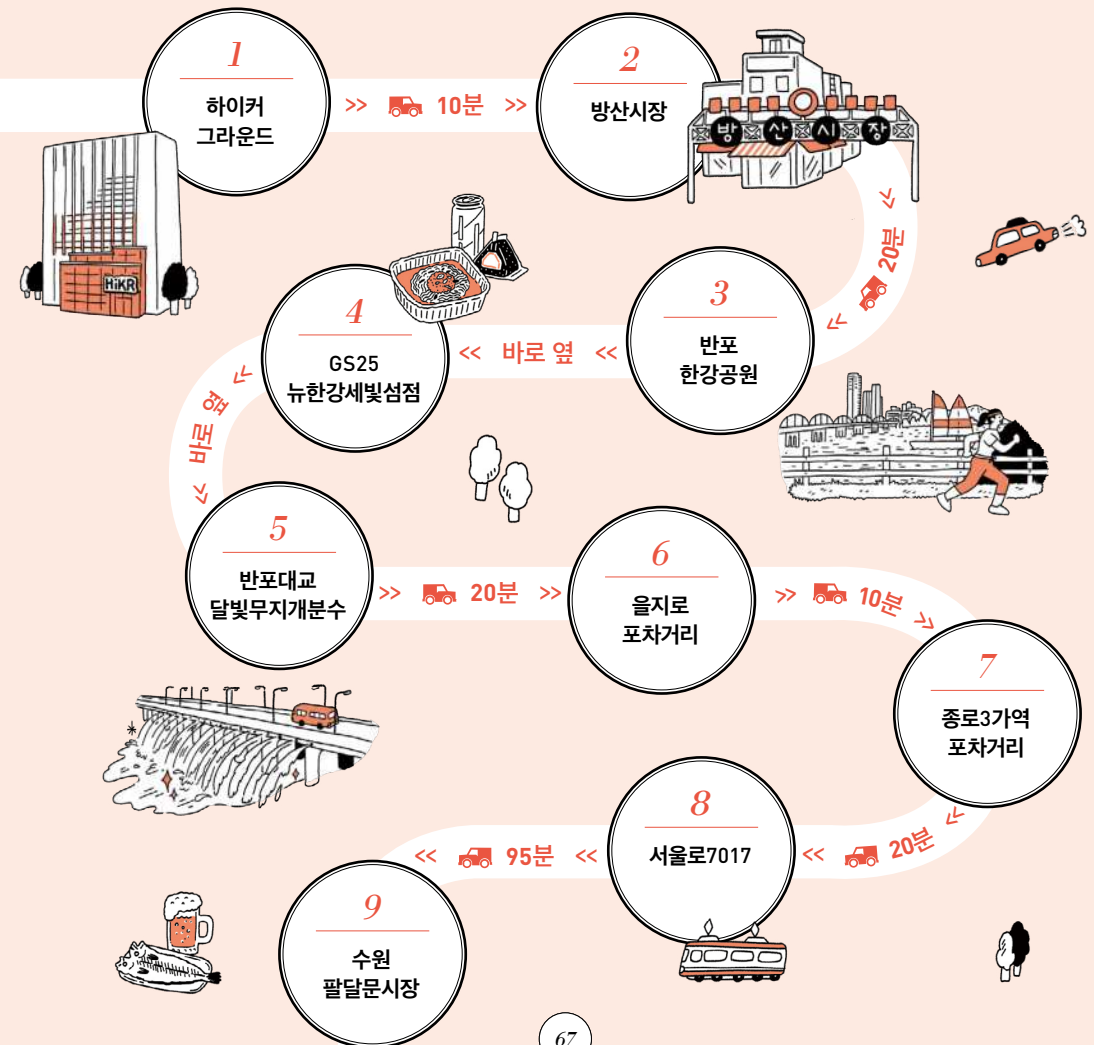 1
하이커
그라운드
>> 10분 >>
2
방산시장
방산시장
HiKR
>> 20분 >>
3
반포
한강공원
<< 바로 옆 <<
4
GS25
뉴한강세빛섬점
<< 바로 옆 <<
5
반포대교
달빛무지개분수
>> 20분 >>
6
을지로
포차거리
>> 10분 >>
7
종로3가역
포차거리
<< 20분 <<
8
서울로7017
<< 95분 <<
9
수원
팔달문시장
67